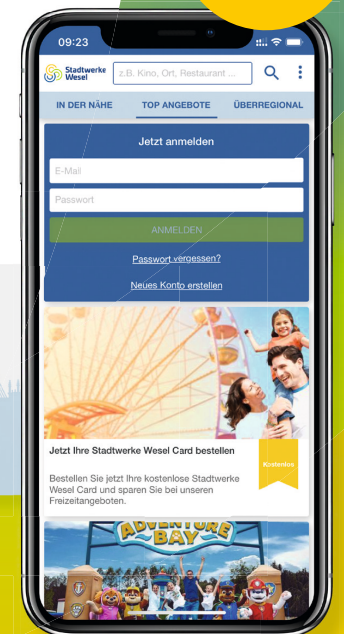 09:23
Stadtwerke
Wesel
z.B. Kino, Ort, Restaurant ...
IN DER NÄHE TOP ANGEBOTE ÜBERREGIONAL
Jetzt anmelden
E-Mail
Passwort
ANMELDEN
Passwort vergessen?
Neues Konto erstellen
Jetzt Ihre Stadtwerke Wesel Card bestellen
Kostenlos
Bestellen Sie jetzt Ihre kostenlose Stadtwerke
Wesel Card und sparen Sie bei unseren
Freizeitangeboten.
ADVENTURE
BAY